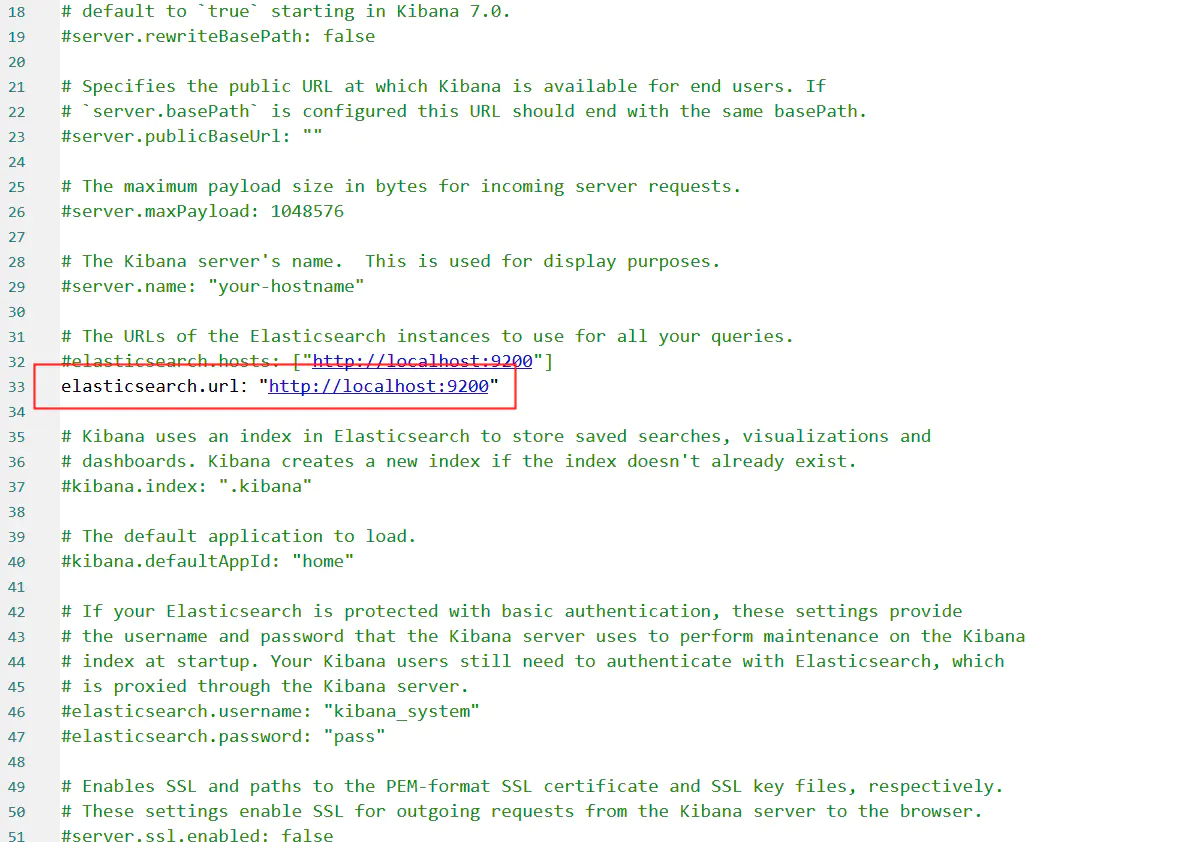 18 # default to `true` starting in Kibana 7.0.
19 #server.rewriteBasePath: false
20
21 # Specifies the public URL at which Kibana is available for end users. If
22 # `server.basePath` is configured this URL should end with the same basePath.
23 #server.publicBaseUrl: ""
24
25 # The maximum payload size in bytes for incoming server requests.
26 #server.maxPayload: 1048576
27
28 # The Kibana server's name.  This is used for display purposes.
29 #server.name: "your-hostname"
30
31 # The URLs of the Elasticsearch instances to use for all your queries.
32 #elasticsearch.hosts: ["http://localhost:9200"]
33 elasticsearch.url: "http://localhost:9200"
34
35 # Kibana uses an index in Elasticsearch to store saved searches, visualizations and
36 # dashboards. Kibana creates a new index if the index doesn't already exist.
37 #kibana.index: ".kibana"
38
39 # The default application to load.
40 #kibana.defaultAppId: "home"
41
42 # If your Elasticsearch is protected with basic authentication, these settings provide
43 # the username and password that the Kibana server uses to perform maintenance on the Kibana
44 # index at startup. Your Kibana users still need to authenticate with Elasticsearch, which
45 # is proxied through the Kibana server.
46 #elasticsearch.username: "kibana_system"
47 #elasticsearch.password: "pass"
48
49 # Enables SSL and paths to the PEM-format SSL certificate and SSL key files, respectively.
50 # These settings enable SSL for outgoing requests from the Kibana server to the browser.
51 #server.ssl.enabled: false